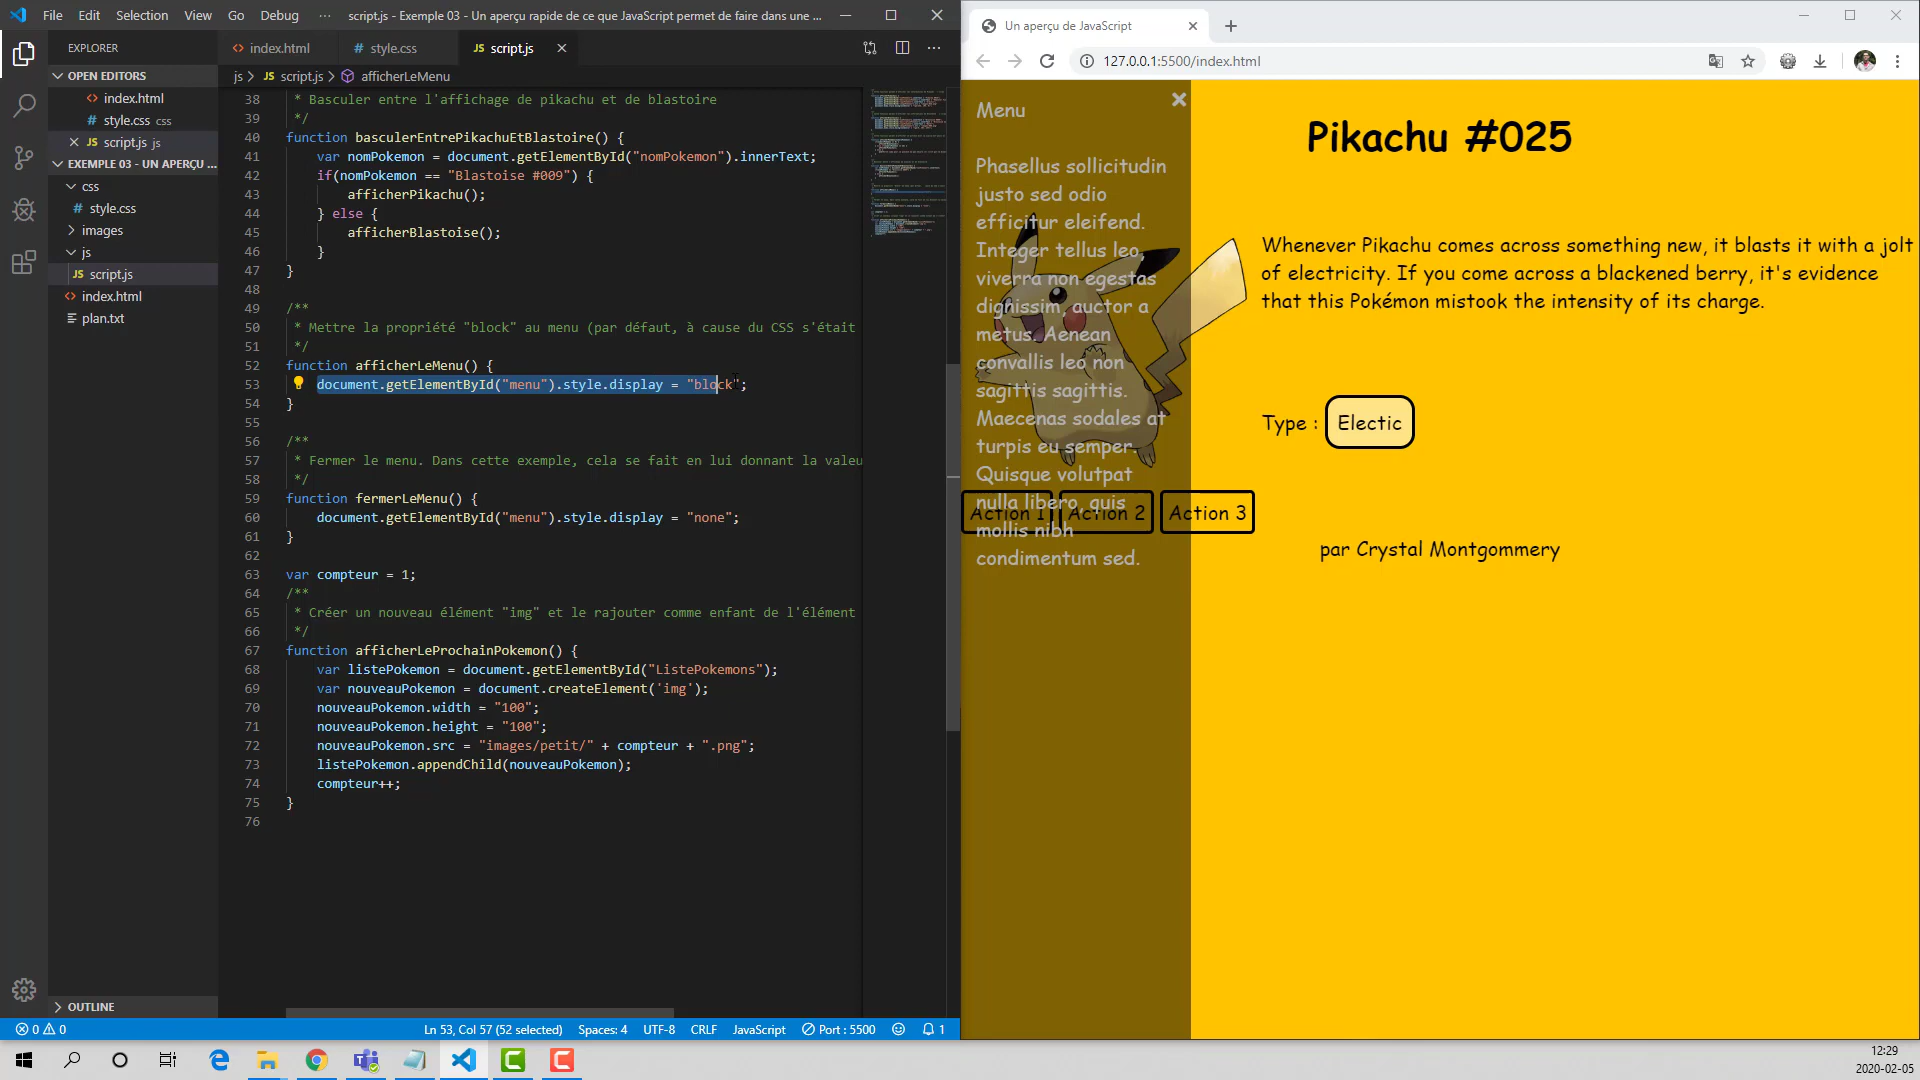 File Edit Selection View Go Debug ··· script.js - Exemple 03 - Un aperçu rapide de ce que JavaScript permet de faire dans une ...
EXPLORER
OPEN EDITORS
index.html
style.css css
script.js js
EXEMPLE 03 - UN APERÇU ...
css
style.css
images
js
script.js
index.html
plan.txt
OUTLINE
index.html style.css JS script.js
js > JS script.js > afficherLeMenu
38 * Basculer entre l'affichage de pikachu et de blastoire
39 */
40 function basculerEntrePikachuEtBlastoire() {
41 var nomPokemon = document.getElementById("nomPokemon").innerText;
42 if(nomPokemon == "Blastoise #009") {
43 afficherPikachu();
44 } else {
45 afficherBlastoise();
46 }
47 }
48
49 /**
50 * Mettre la propriété "block" au menu (par défaut, à cause du CSS s'était
51 */
52 function afficherLeMenu() {
53 document.getElementById("menu").style.display = "block";
54 }
55
56 /**
57 * Fermer le menu. Dans cette exemple, cela se fait en lui donnant la valeu
58 */
59 function fermerLeMenu() {
60 document.getElementById("menu").style.display = "none";
61 }
62
63 var compteur = 1;
64 /**
65 * Créer un nouveau élément "img" et le rajouter comme enfant de l'élément
66 */
67 function afficherLeProchainPokemon() {
68 var listePokemon = document.getElementById("ListePokemons");
69 var nouveauPokemon = document.createElement('img');
70 nouveauPokemon.width = "100";
71 nouveauPokemon.height = "100";
72 nouveauPokemon.src = "images/petit/" + compteur + ".png";
73 listePokemon.appendChild(nouveauPokemon);
74 compteur++;
75 }
76
0 0 Ln 53, Col 57 (52 selected) Spaces: 4 UTF-8 CRLF JavaScript Port : 5500 1
Un aperçu de JavaScript
127.0.0.1:5500/index.html
Menu
Phasellus sollicitudin
justo sed odio
efficitur eleifend.
Integer tellus leo,
viverra non egestas
dignissim, auctor a
metus. Aenean
convallis leo non
sagittis sagittis.
Maecenas sodales at
turpis eu semper.
Quisque volutpat
nulla libero, quis
mollis nibh
condimentum sed.
Pikachu #025
Whenever Pikachu comes across something new, it blasts it with a jolt
of electricity. If you come across a blackened berry, it's evidence
that this Pokémon mistook the intensity of its charge.
Type : Electic
Action 1 Action 2 Action 3
par Crystal Montgommery
12:29
2020-02-05